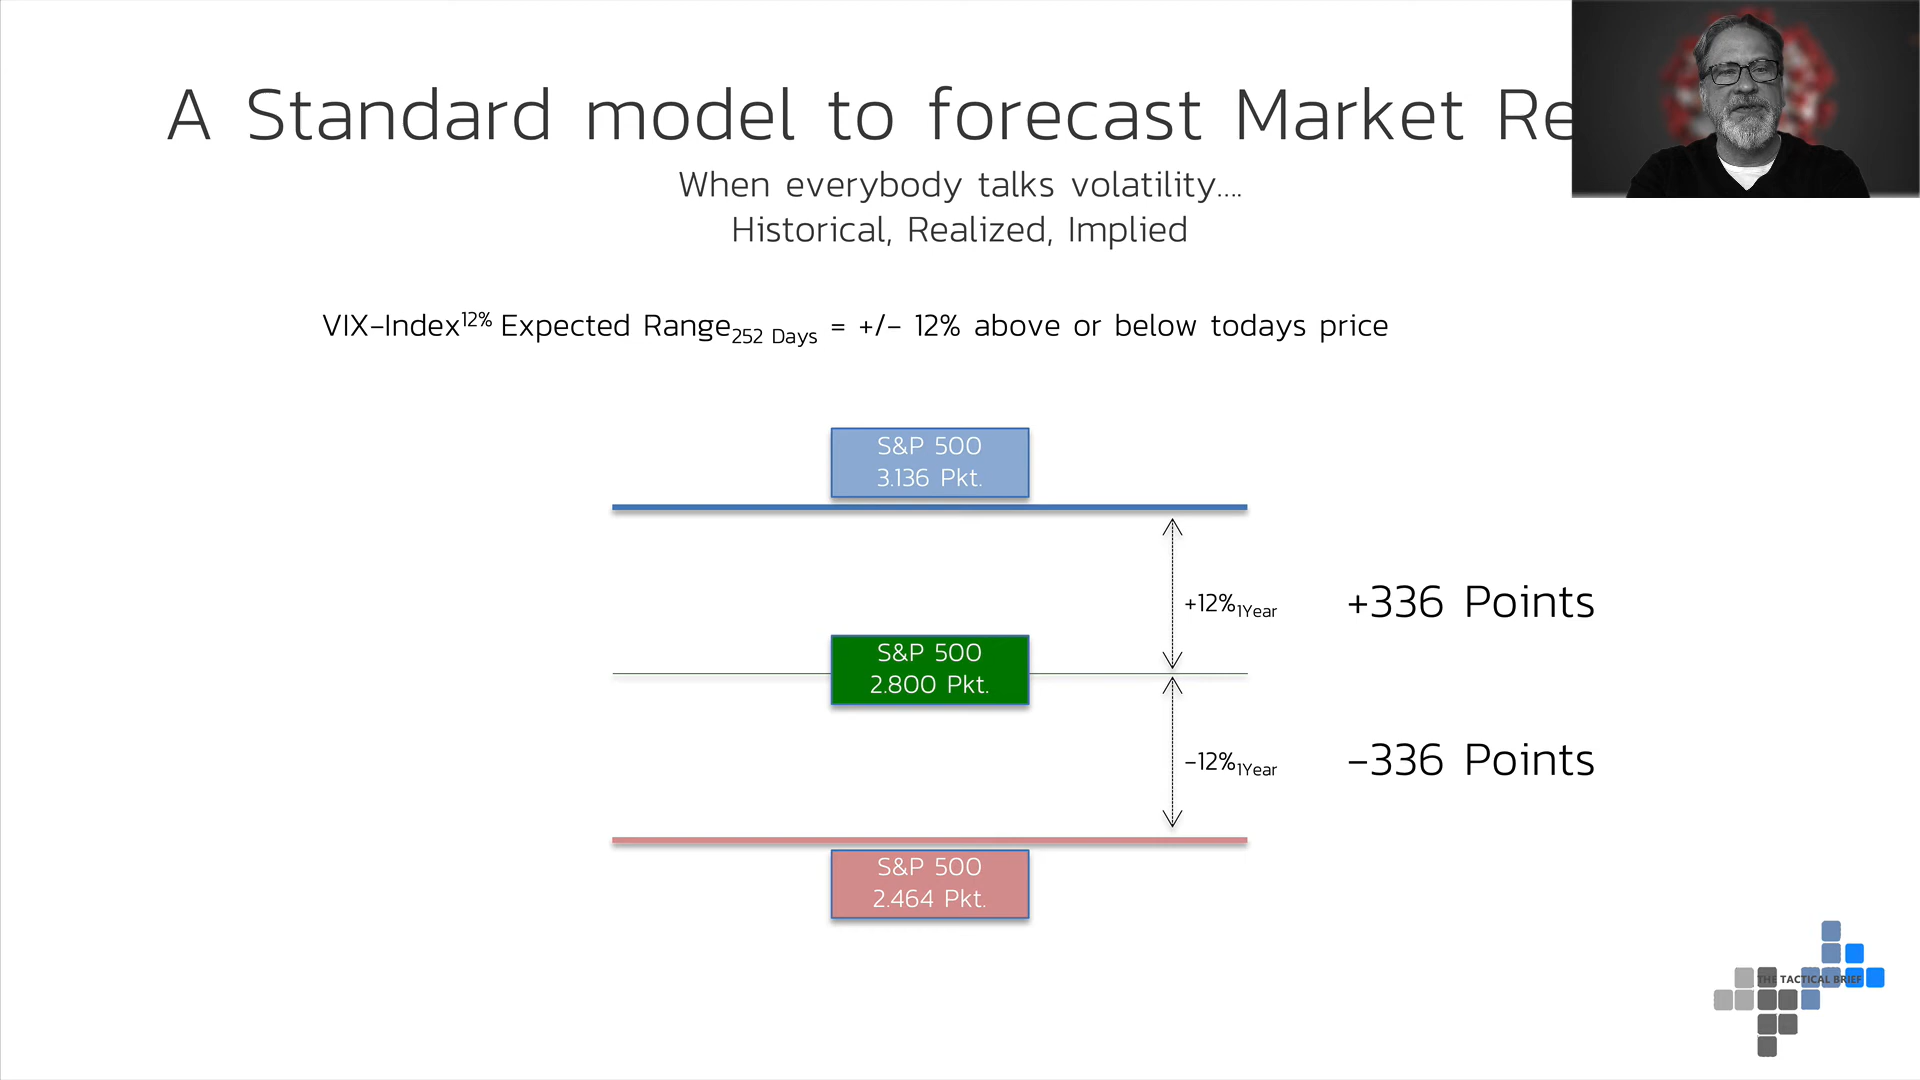 A Standard model to forecast Market Re
When everybody talks volatility....
Historical, Realized, Implied
VIX-Index12% Expected Range252 Days = +/- 12% above or below todays price
S&P 500
3.136 Pkt.
+12%1Year
+336 Points
S&P 500
2.800 Pkt.
-12%1Year
-336 Points
S&P 500
2.464 Pkt.
THE TACTICAL BRIEF